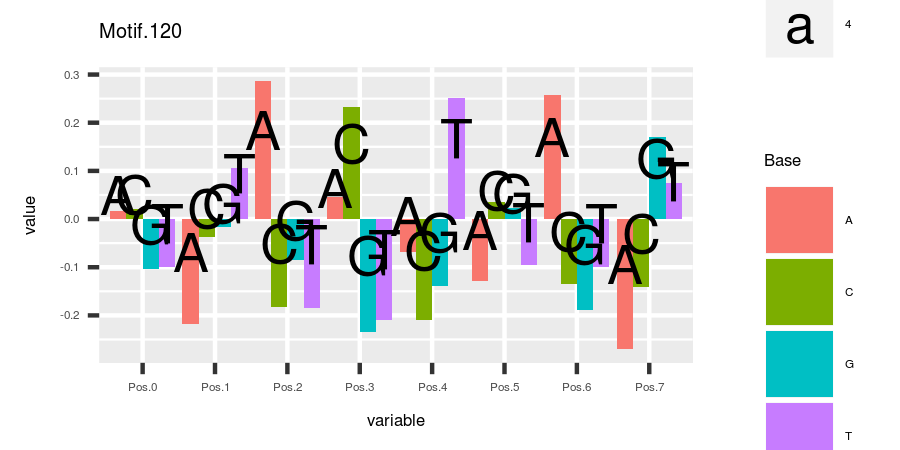 Motif.120
a 4
0.3
0.2
0.1
0.0
-0.1
-0.2
value
A C G T A C G T A C G T A C G T A C G T A C G T A C G T A C G T
Pos.0 Pos.1 Pos.2 Pos.3 Pos.4 Pos.5 Pos.6 Pos.7
variable
Base
A
C
G
T